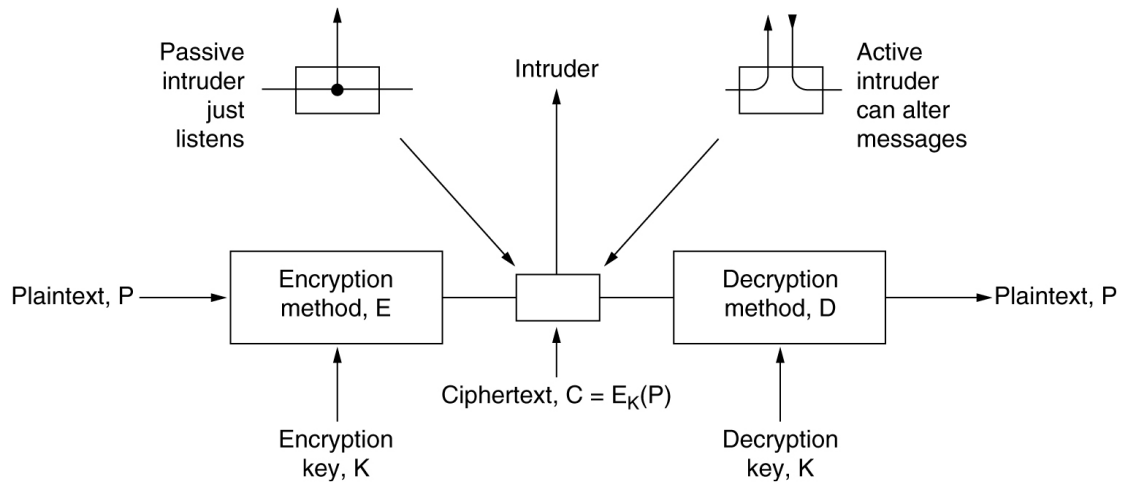 Passive
intruder
just
listens
Intruder
Active
intruder
can alter
messages
Plaintext, P
Encryption
method, E
Decryption
method, D
Plaintext, P
Ciphertext, C = E_K(P)
Encryption
key, K
Decryption
key, K